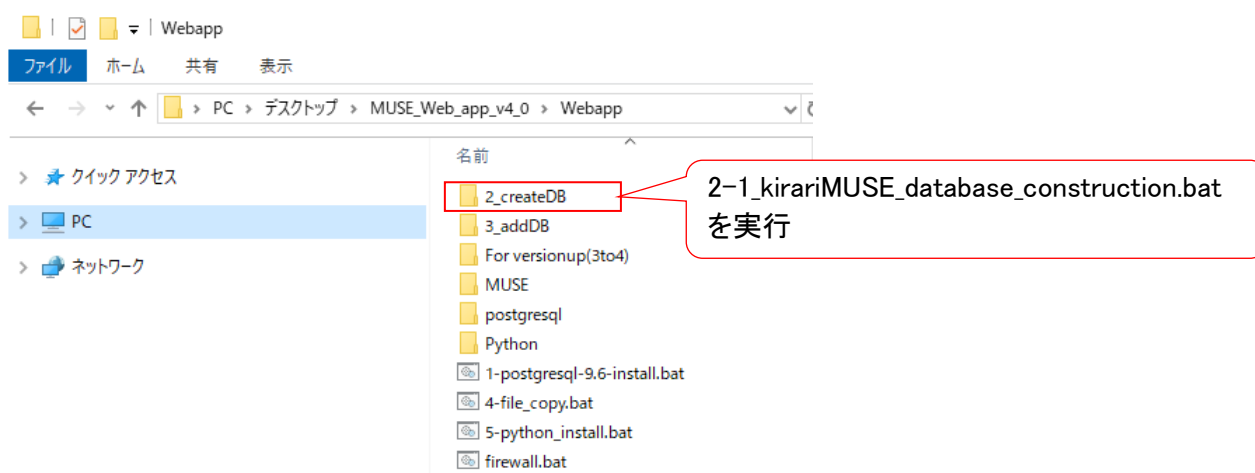 Webapp
ファイル ホーム 共有 表示
PC > デスクトップ > MUSE_Web_app_v4_0 > Webapp
名前
クイック アクセス
PC
ネットワーク
2_createDB
3_addDB
For versionup(3to4)
MUSE
postgresql
Python
1-postgresql-9.6-install.bat
4-file_copy.bat
5-python_install.bat
firewall.bat
2-1_kirariMUSE_database_construction.bat
を実行